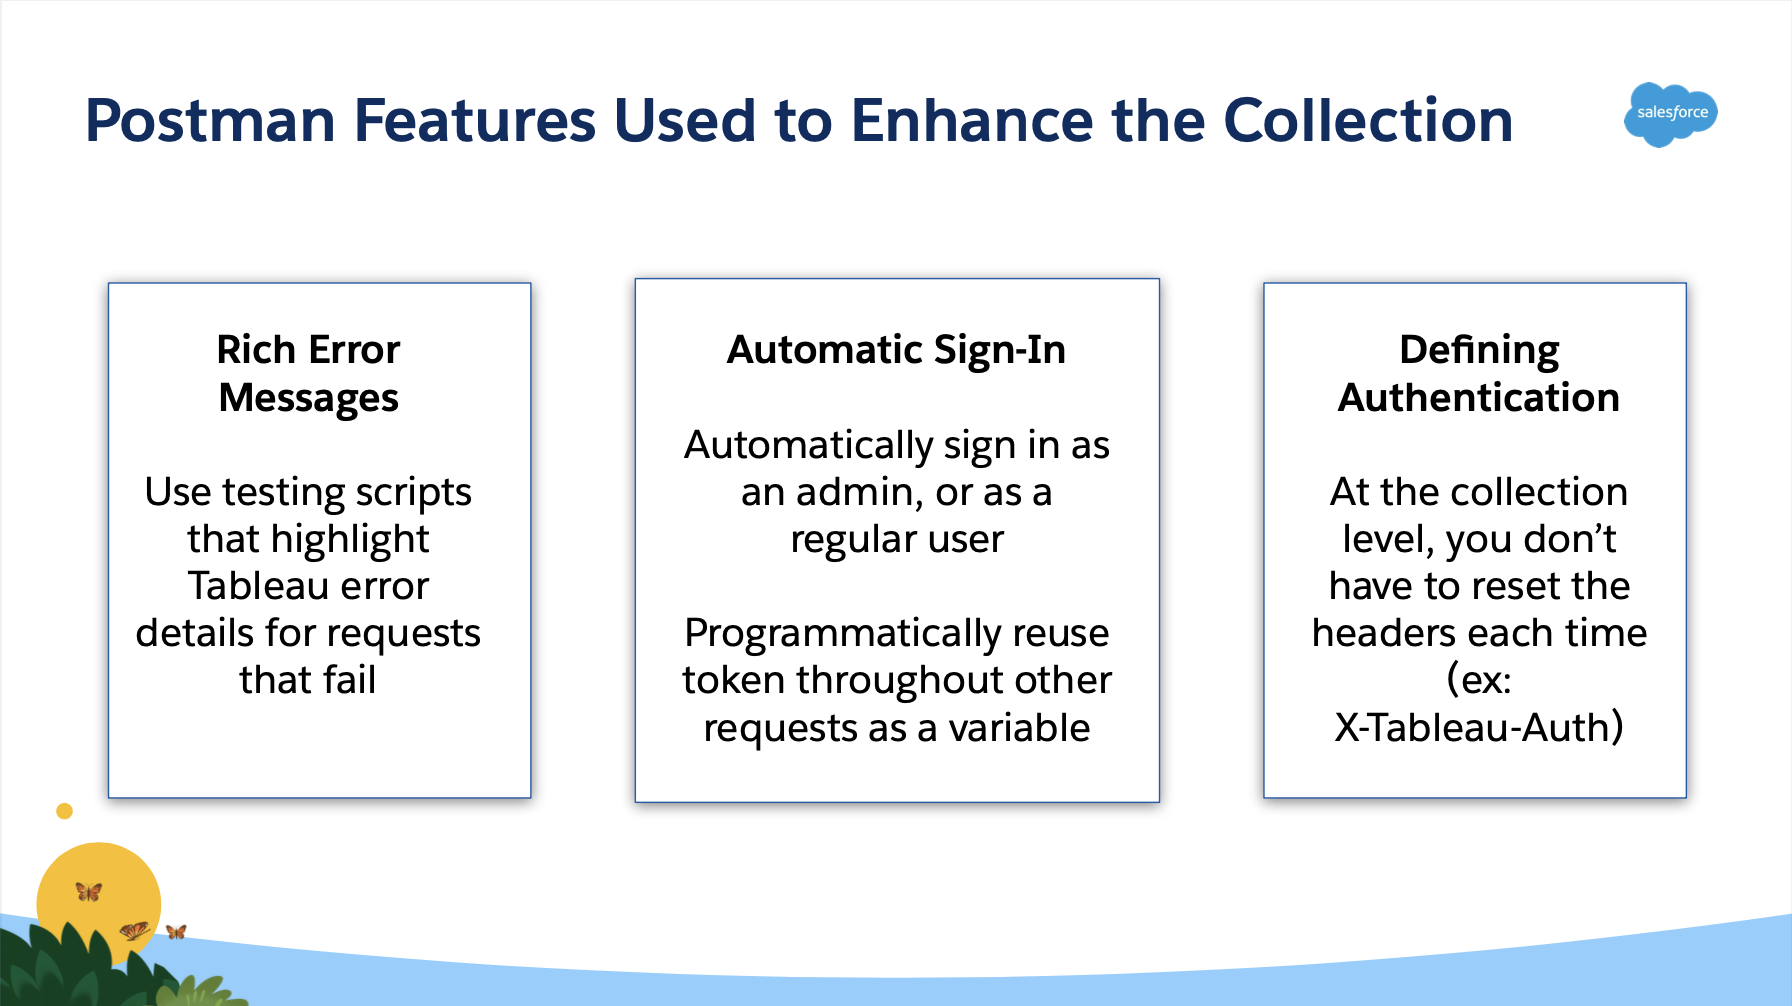 Postman Features Used to Enhance the Collection
salesforce
Rich Error
Messages
Use testing scripts
that highlight
Tableau error
details for requests
that fail
Automatic Sign-In
Automatically sign in as
an admin, or as a
regular user
Programmatically reuse
token throughout other
requests as a variable
Defining
Authentication
At the collection
level, you don’t
have to reset the
headers each time
(ex:
X-Tableau-Auth)